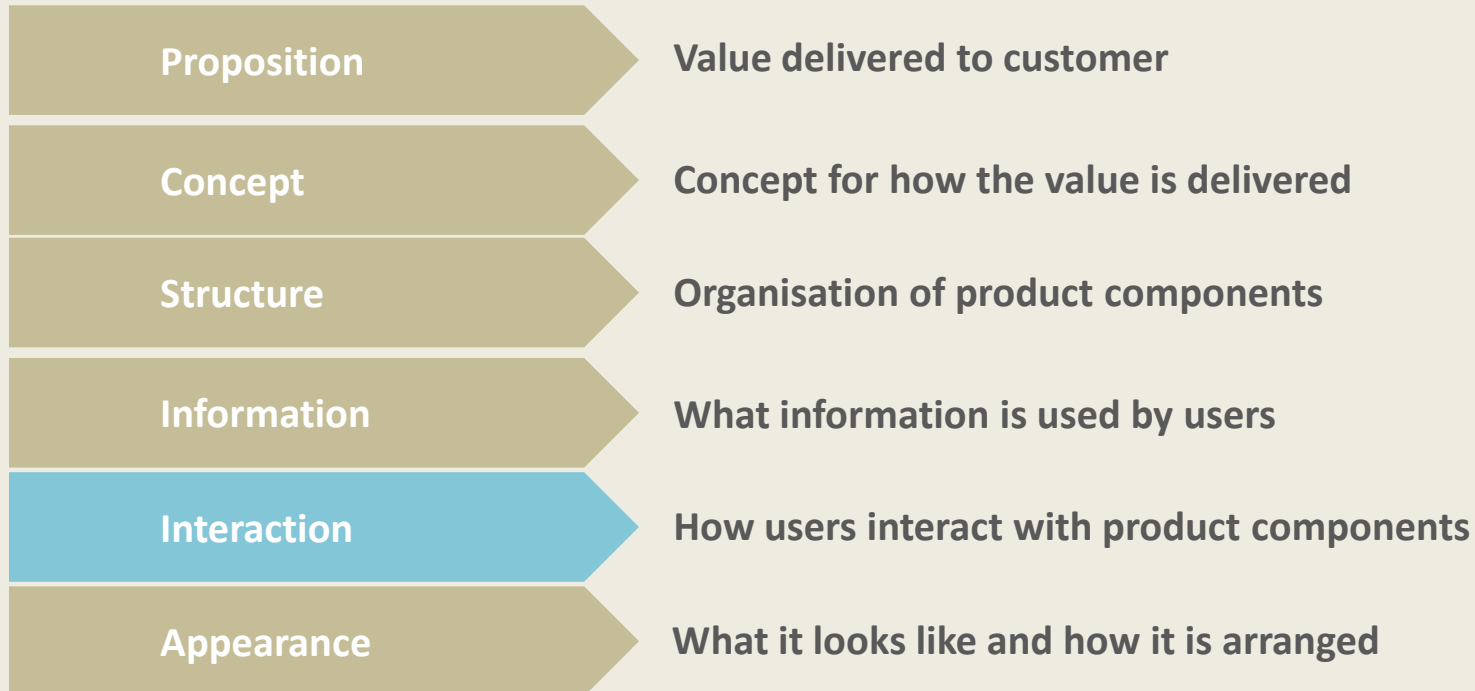 Proposition
Value delivered to customer
Concept
Concept for how the value is delivered
Structure
Organisation of product components
Information
What information is used by users
Interaction
How users interact with product components
Appearance
What it looks like and how it is arranged